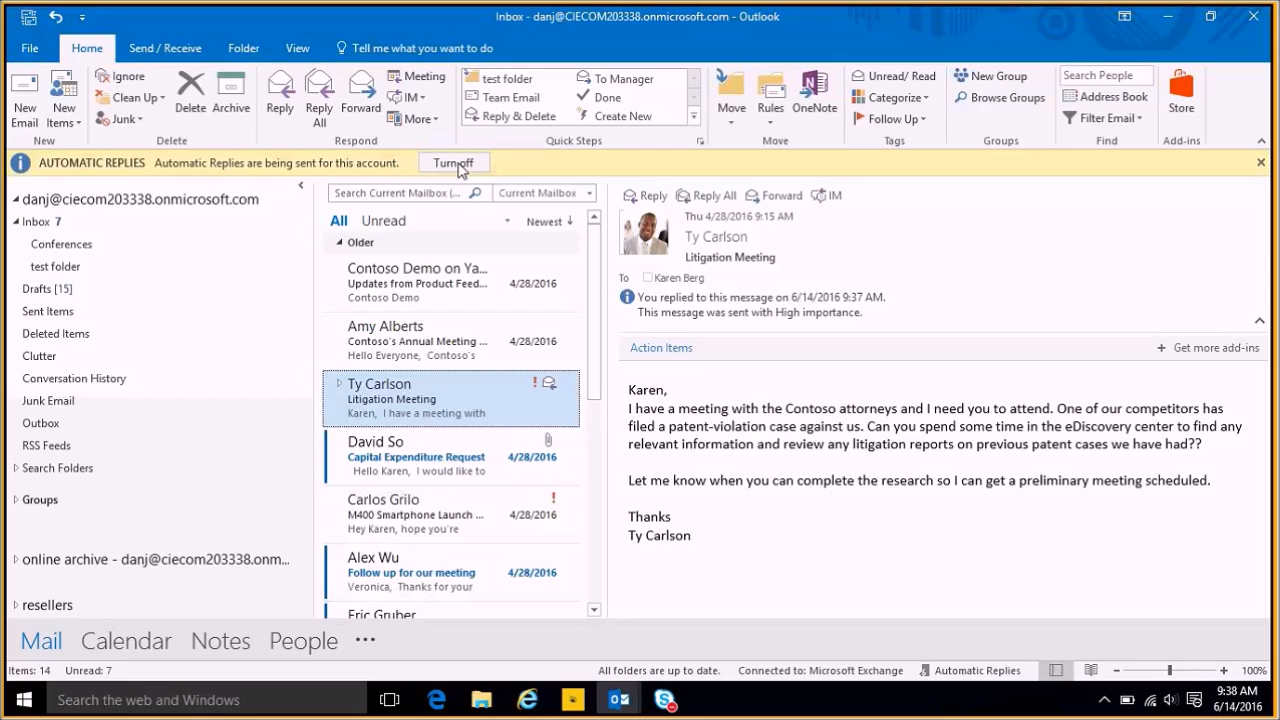 Inbox - danj@CIECOM203338.onmicrosoft.com - Outlook
File Home Send / Receive Folder View Tell me what you want to do
New Email
New Items
Ignore
Clean Up
Junk
Delete
Archive
Reply
Reply All
Forward
Meeting
IM
More
test folder
Team Email
Reply & Delete
To Manager
Done
Create New
Move
Rules
OneNote
Unread/ Read
Categorize
Follow Up
New Group
Browse Groups
Search People
Address Book
Filter Email
Store
New Delete Respond Quick Steps Move Tags Groups Find Add-ins
AUTOMATIC REPLIES Automatic Replies are being sent for this account. Turn off
danj@ciecom203338.onmicrosoft.com
Inbox 7
Conferences
test folder
Drafts [15]
Sent Items
Deleted Items
Clutter
Conversation History
Junk Email
Outbox
RSS Feeds
Search Folders
Groups
online archive - danj@ciecom203338.onm...
resellers
Search Current Mailbox (... Current Mailbox
All Unread Newest
Older
Contoso Demo on Ya...
Updates from Product Feed... 4/28/2016
Contoso Demo
Amy Alberts
Contoso's Annual Meeting ... 4/28/2016
Hello Everyone, Contoso's
Ty Carlson !
Litigation Meeting 4/28/2016
Karen, I have a meeting with
David So
Capital Expenditure Request 4/28/2016
Hello Karen, I would like to
Carlos Grilo !
M400 Smartphone Launch ... 4/28/2016
Hey Karen, hope you're
Alex Wu
Follow up for our meeting 4/28/2016
Veronica, Thanks for your
Eric Gruber
Reply Reply All Forward IM
Thu 4/28/2016 9:15 AM
Ty Carlson
Litigation Meeting
To Karen Berg
You replied to this message on 6/14/2016 9:37 AM.
This message was sent with High importance.
Action Items + Get more add-ins
Karen,
I have a meeting with the Contoso attorneys and I need you to attend. One of our competitors has
filed a patent-violation case against us. Can you spend some time in the eDiscovery center to find any
relevant information and review any litigation reports on previous patent cases we have had??
Let me know when you can complete the research so I can get a preliminary meeting scheduled.
Thanks
Ty Carlson
Mail Calendar Notes People •••
Items: 14 Unread: 7 All folders are up to date. Connected to: Microsoft Exchange Automatic Replies 100%
Search the web and Windows
9:38 AM
6/14/2016